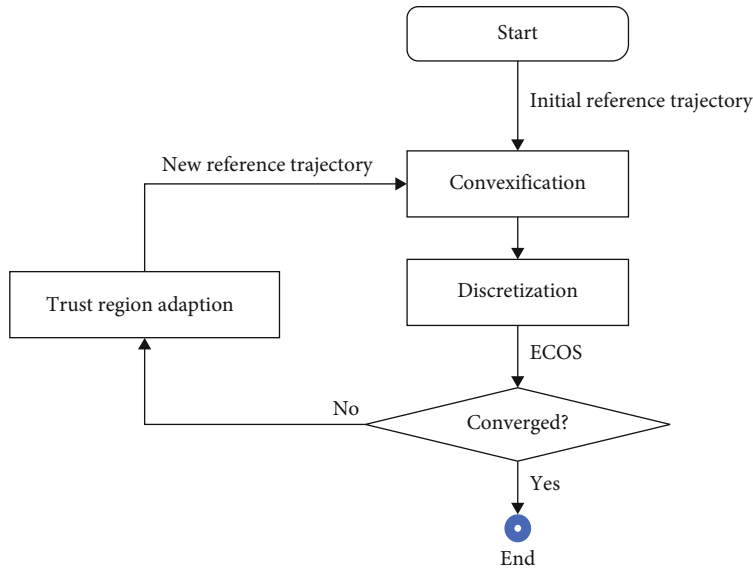 Start
Initial reference trajectory
New reference trajectory
Convexification
Trust region adaption
Discretization
ECOS
No
Converged?
Yes
End